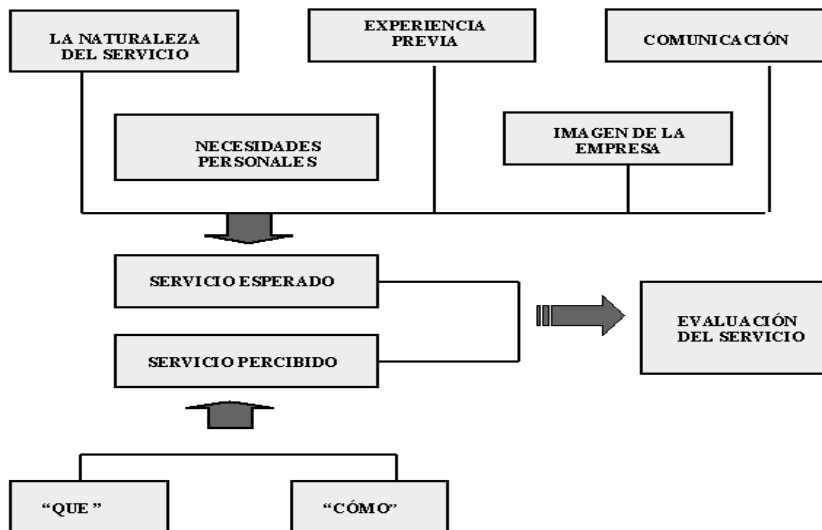 LA NATURALEZA
DEL SERVICIO
EXPERIENCIA
PREVIA
COMUNICACIÓN
NECESIDADES
PERSONALES
IMAGEN DE LA
EMPRESA
SERVICIO ESPERADO
SERVICIO PERCIBIDO
EVALUACIÓN
DEL SERVICIO
“QUE ”
“CÓMO”